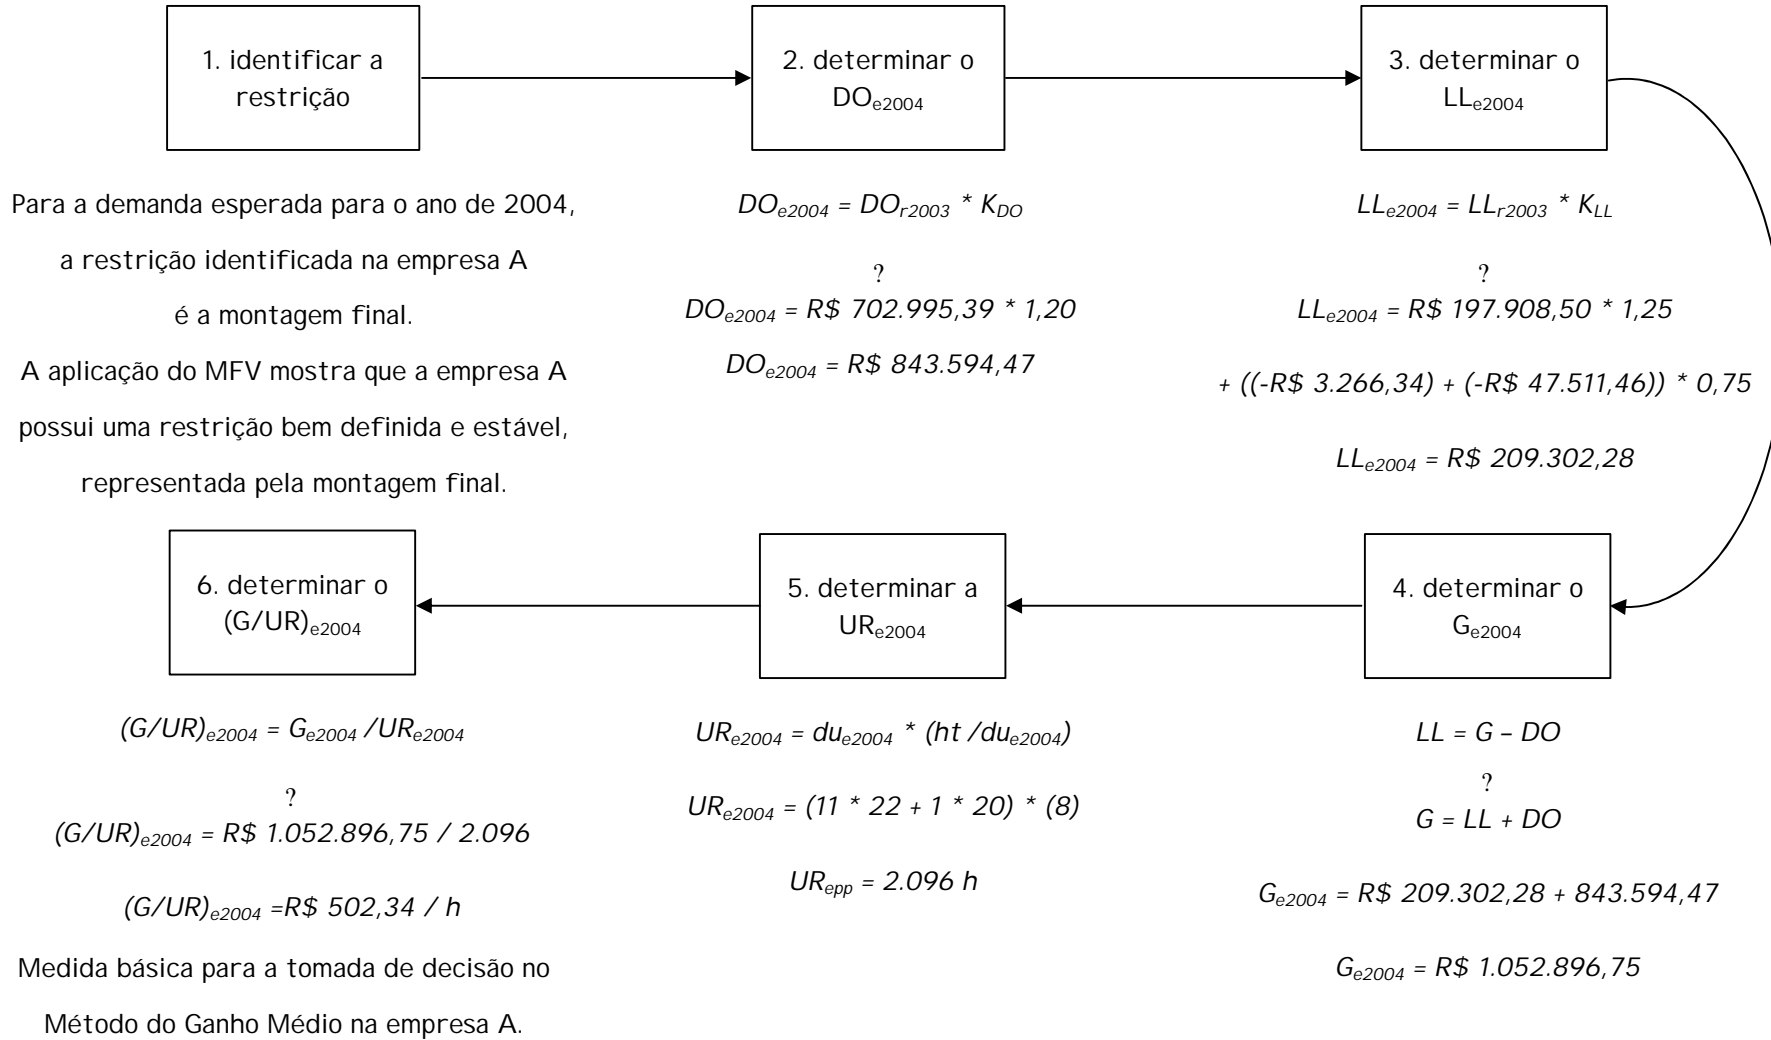 1. identificar a
restrição
Para a demanda esperada para o ano de 2004,
a restrição identificada na empresa A
é a montagem final.
A aplicação do MFV mostra que a empresa A
possui uma restrição bem definida e estável,
representada pela montagem final.
2. determinar o
DOe2004
DOe2004 = DOr2003 * KDO
?
DOe2004 = R$ 702.995,39 * 1,20
DOe2004 = R$ 843.594,47
3. determinar o
LLe2004
LLe2004 = LLr2003 * KLL
?
LLe2004 = R$ 197.908,50 * 1,25
+ ((-R$ 3.266,34) + (-R$ 47.511,46)) * 0,75
LLe2004 = R$ 209.302,28
4. determinar o
Ge2004
LL = G – DO
?
G = LL + DO
Ge2004 = R$ 209.302,28 + 843.594,47
Ge2004 = R$ 1.052.896,75
5. determinar a
URe2004
URe2004 = due2004 * (ht /due2004)
URe2004 = (11 * 22 + 1 * 20) * (8)
URepp = 2.096 h
6. determinar o
(G/UR)e2004
(G/UR)e2004 = Ge2004 /URe2004
?
(G/UR)e2004 = R$ 1.052.896,75 / 2.096
(G/UR)e2004 =R$ 502,34 / h
Medida básica para a tomada de decisão no
Método do Ganho Médio na empresa A.